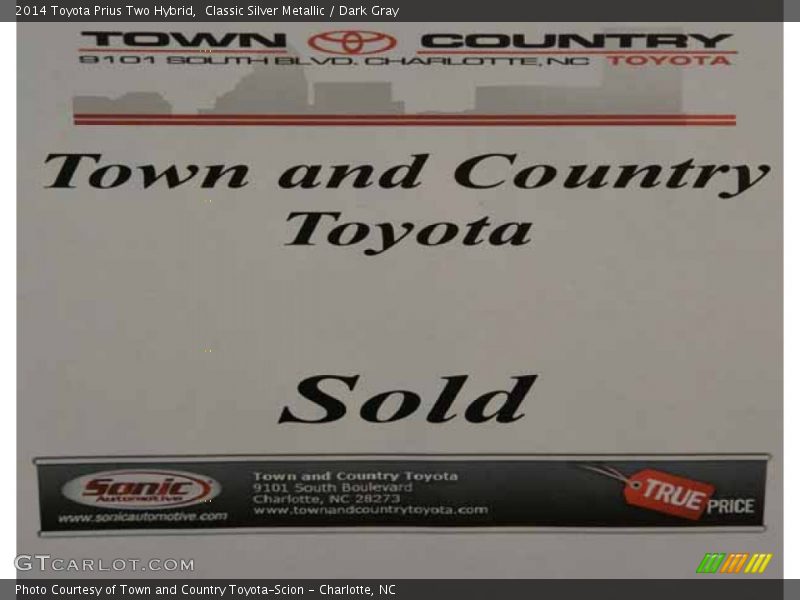 2014 Toyota Prius Two Hybrid,  Classic Silver Metallic / Dark Gray
TOWN COUNTRY
9101 SOUTH BLVD. CHARLOTTE, NC TOYOTA
Town and Country
Toyota
Sold
Sonic
Automotive
www.sonicautomotive.com
Town and Country Toyota
9101 South Boulevard
Charlotte, NC 28273
www.townandcountrytoyota.com
TRUE PRICE
GTCARLOT.COM
Photo Courtesy of Town and Country Toyota-Scion - Charlotte, NC